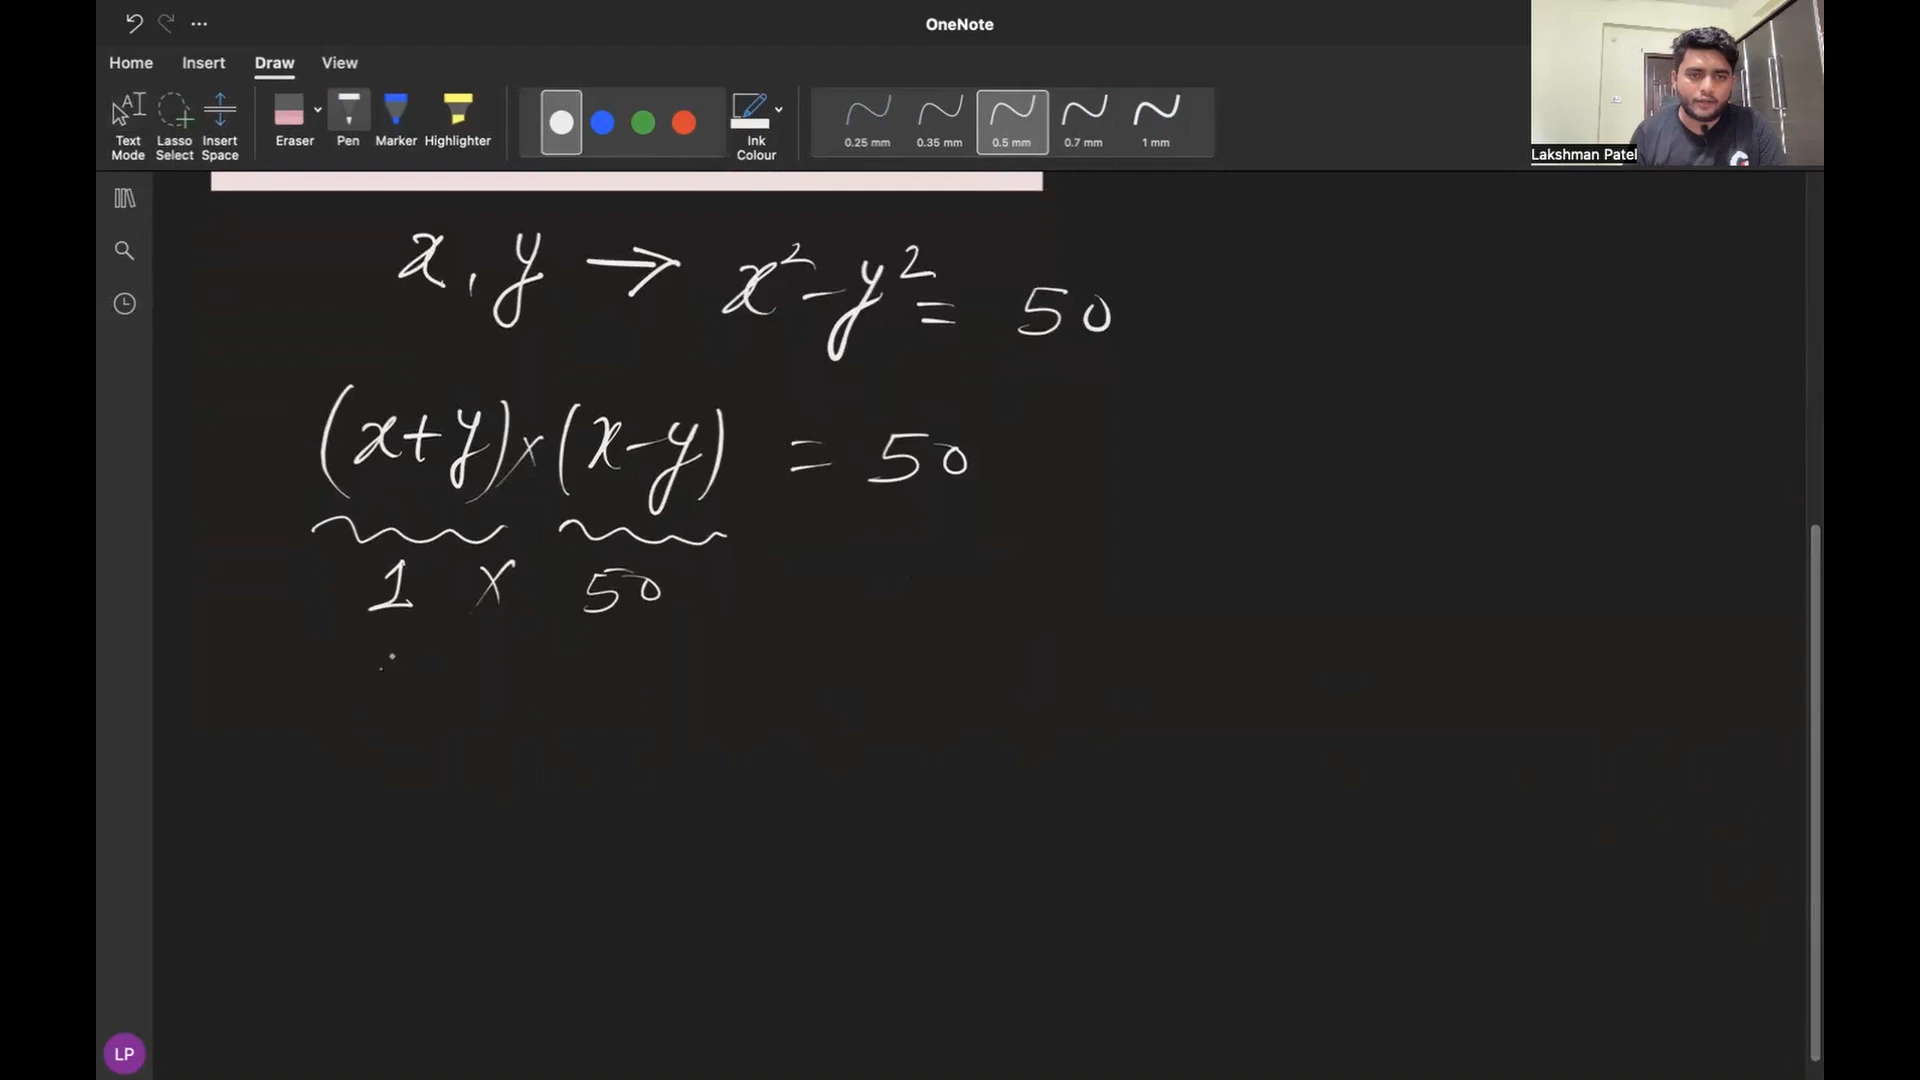 OneNote
Home Insert Draw View
Text Mode Lasso Select Insert Space Eraser Pen Marker Highlighter Ink Colour 0.25 mm 0.35 mm 0.5 mm 0.7 mm 1 mm
Lakshman Patel
x, y → x² - y² = 50
(x+y) × (x-y) = 50
1 × 50
LP